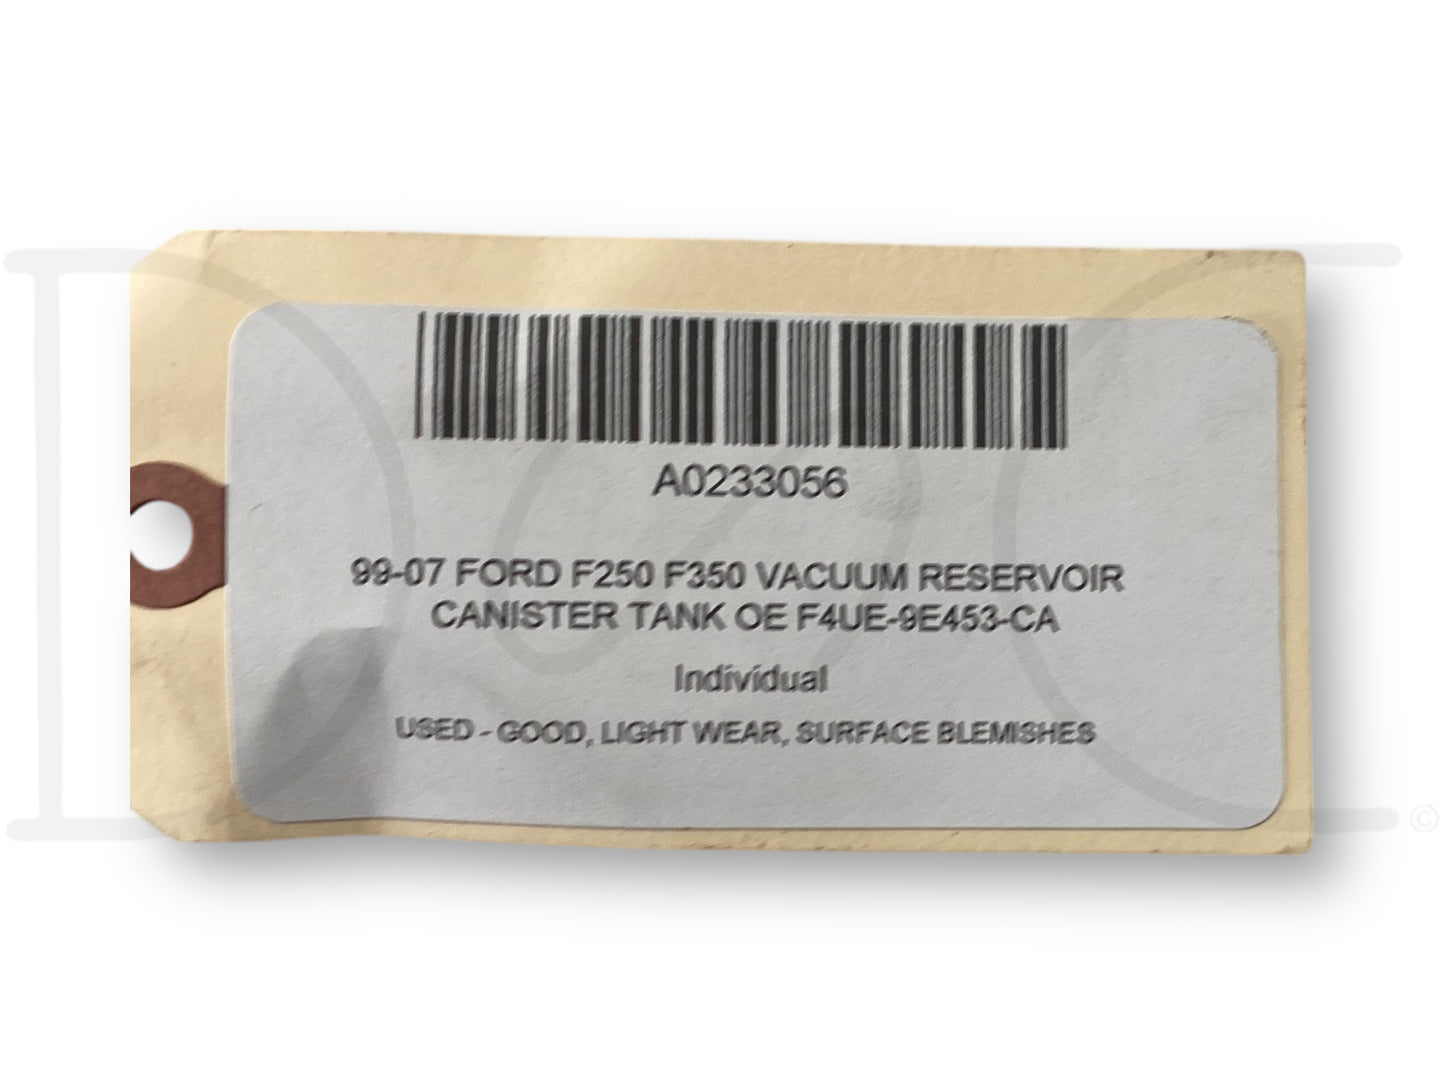 A0233056
99-07 FORD F250 F350 VACUUM RESERVOIR
CANISTER TANK OE F4UE-9E453-CA
Individual
USED - GOOD, LIGHT WEAR, SURFACE BLEMISHES
©